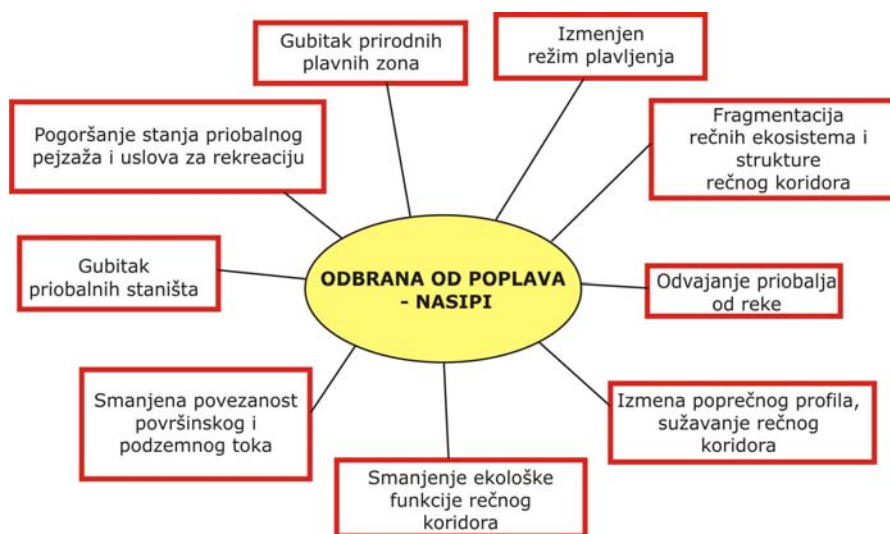 Gubitak prirodnih
plavnih zona
Izmenjen
režim plavljenja
Pogoršanje stanja priobalnog
pejzaža i uslova za rekreaciju
Fragmentacija
rečnih ekosistema i
strukture
rečnog koridora
Gubitak
priobalnih staništa
ODBRANA OD POPLAVA
- NASIPI
Odvajanje priobalja
od reke
Smanjena povezanost
površinskog i
podzemnog toka
Izmena poprečnog profila,
sužavanje rečnog
koridora
Smanjenje ekološke
funkcije rečnog
koridora